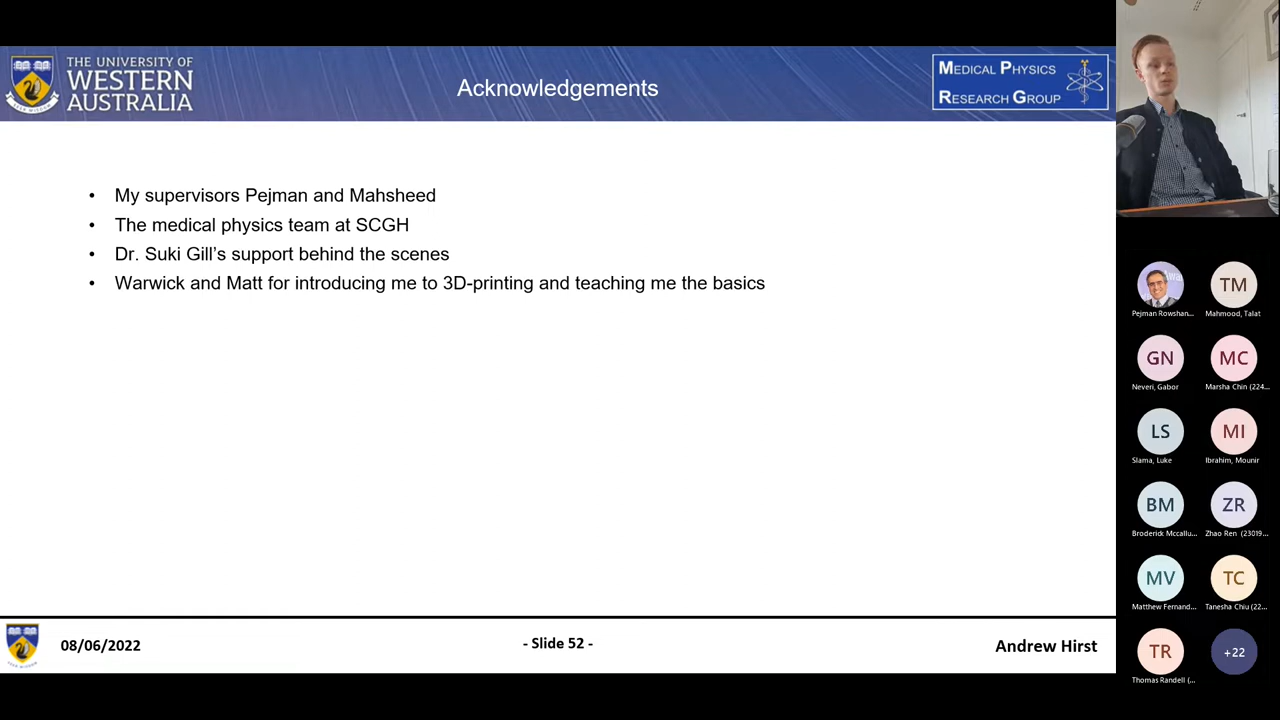 THE UNIVERSITY OF
WESTERN
AUSTRALIA
Acknowledgements
MEDICAL PHYSICS
RESEARCH GROUP
• My supervisors Pejman and Mahsheed
• The medical physics team at SCGH
• Dr. Suki Gill's support behind the scenes
• Warwick and Matt for introducing me to 3D-printing and teaching me the basics
08/06/2022
- Slide 52 -
Andrew Hirst
Pejman Rowshan...
TM
Mahmood, Talat
GN
Neveri, Gabor
MC
Marsha Chin (224...
LS
Slama, Luke
MI
Ibrahim, Mounir
BM
Broderick Mccallu...
ZR
Zhao Ren (23019...
MV
Matthew Fernand...
TC
Tanesha Chiu (22...
TR
Thomas Randell (...
+22